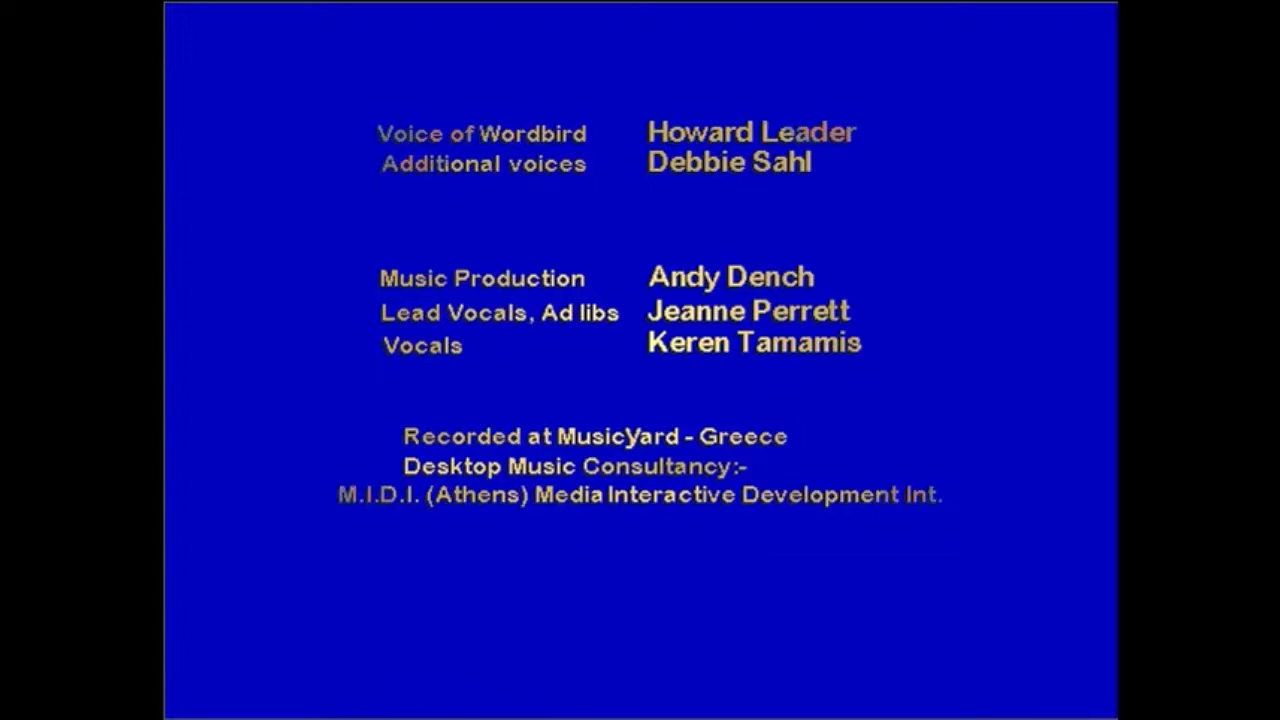 Voice of Wordbird Howard Leader
Additional voices Debbie Sahl
Music Production Andy Dench
Lead Vocals, Ad libs Jeanne Perrett
Vocals Keren Tamamis
Recorded at MusicYard - Greece
Desktop Music Consultancy:-
M.I.D.I. (Athens) Media Interactive Development Int.